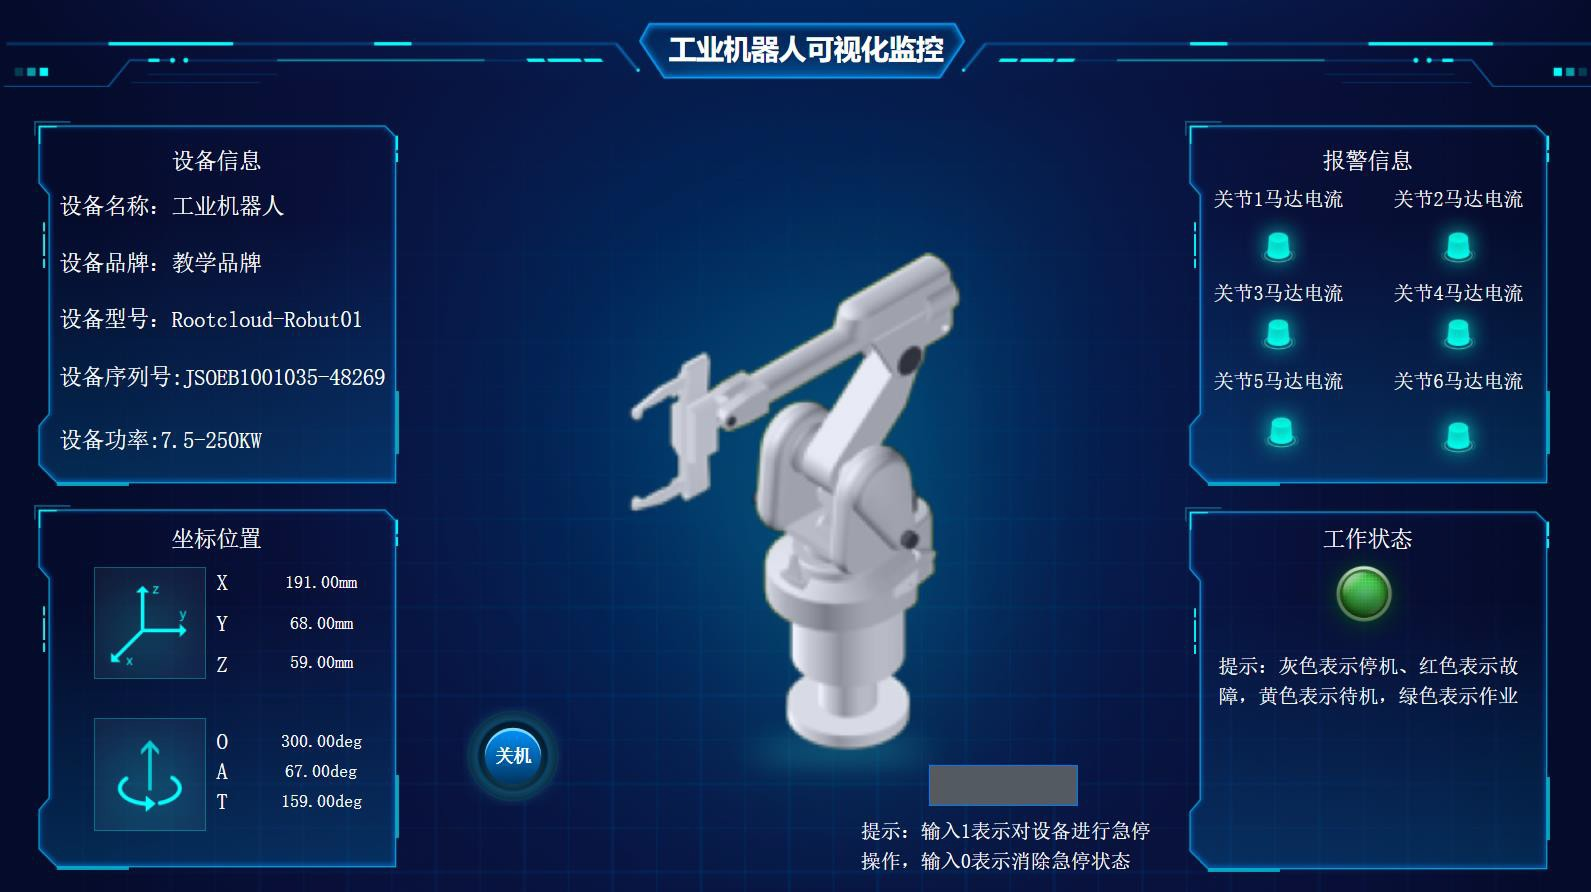 工业机器人可视化监控
设备信息
设备名称：工业机器人
设备品牌：教学品牌
设备型号：Rootcloud-Robut01
设备序列号:JSOEB1001035-48269
设备功率:7.5-250KW
坐标位置
z
y
x
X 191.00mm
Y 68.00mm
Z 59.00mm
O 300.00deg
A 67.00deg
T 159.00deg
关机
提示：输入1表示对设备进行急停
操作，输入0表示消除急停状态
报警信息
关节1马达电流 关节2马达电流
关节3马达电流 关节4马达电流
关节5马达电流 关节6马达电流
工作状态
提示：灰色表示停机、红色表示故
障，黄色表示待机，绿色表示作业